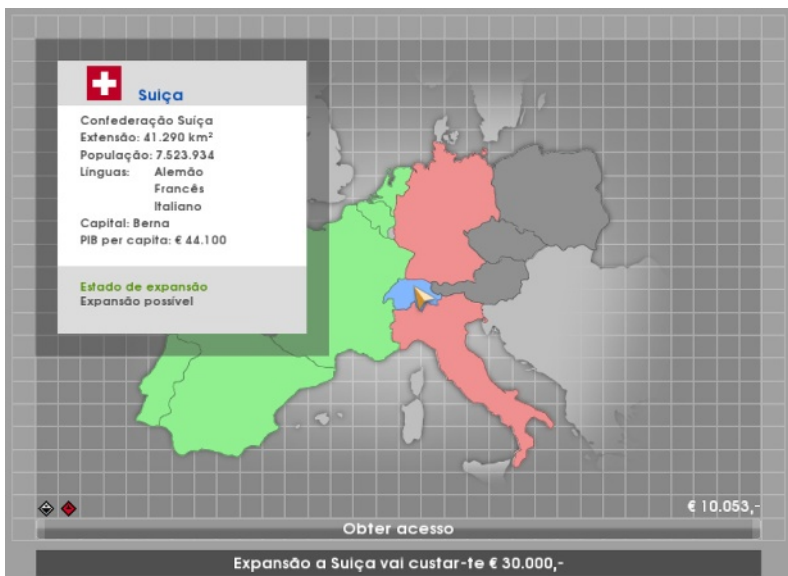 Suiça
Confederação Suíça
Extensão: 41.290 km²
População: 7.523.934
Línguas: Alemão
Francês
Italiano
Capital: Berna
PIB per capita: € 44.100
Estado de expansão
Expansão possível
€ 10.053,-
Obter acesso
Expansão a Suiça vai custar-te € 30.000,-